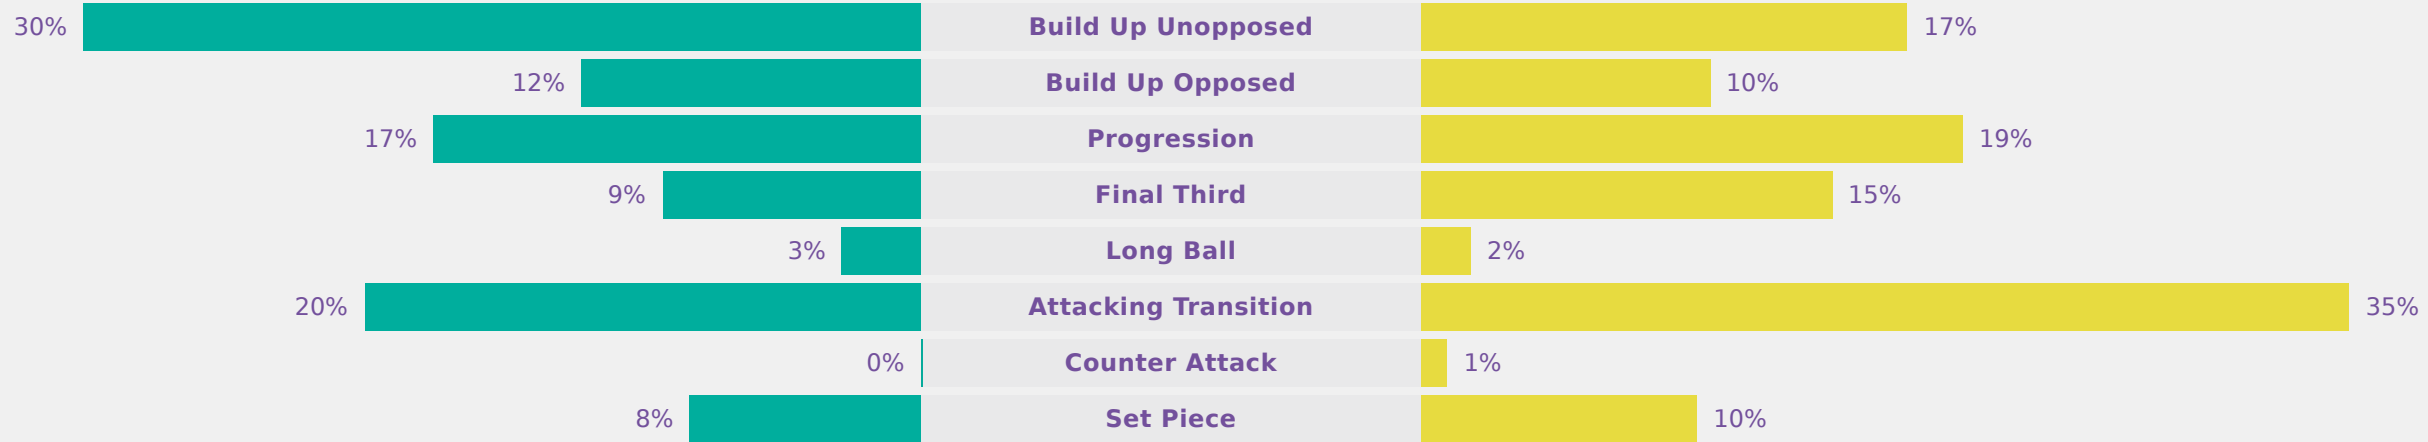 30% Build Up Unopposed 17%
12% Build Up Opposed 10%
17% Progression 19%
9% Final Third 15%
3% Long Ball 2%
20% Attacking Transition 35%
0% Counter Attack 1%
8% Set Piece 10%